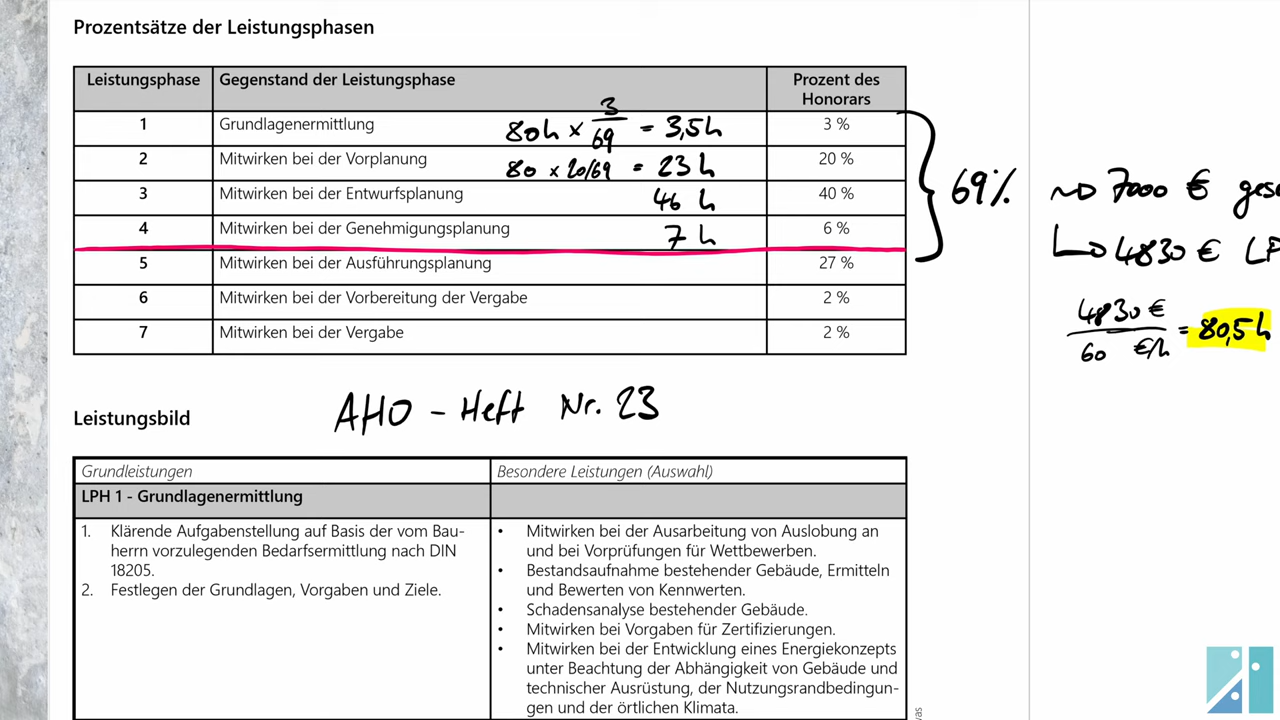 Prozentsätze der Leistungsphasen
Leistungsphase Gegenstand der Leistungsphase Prozent des Honorars
1 Grundlagenermittlung 80h × 3/69 = 3,5h 3 %
2 Mitwirken bei der Vorplanung 80 × 20/69 = 23 h 20 %
3 Mitwirken bei der Entwurfsplanung 46 h 40 %
4 Mitwirken bei der Genehmigungsplanung 7 h 6 %
5 Mitwirken bei der Ausführungsplanung 27 %
6 Mitwirken bei der Vorbereitung der Vergabe 2 %
7 Mitwirken bei der Vergabe 2 %
69%
7000 € ges
4830 € LP
4830 € / 60 €/h = 80,5h
Leistungsbild
AHO - Heft Nr. 23
Grundleistungen Besondere Leistungen (Auswahl)
LPH 1 - Grundlagenermittlung
1. Klärende Aufgabenstellung auf Basis der vom Bau-
herrn vorzulegenden Bedarfsermittlung nach DIN
18205.
2. Festlegen der Grundlagen, Vorgaben und Ziele.
• Mitwirken bei der Ausarbeitung von Auslobung an
und bei Vorprüfungen für Wettbewerben.
• Bestandsaufnahme bestehender Gebäude, Ermitteln
und Bewerten von Kennwerten.
• Schadensanalyse bestehender Gebäude.
• Mitwirken bei Vorgaben für Zertifizierungen.
• Mitwirken bei der Entwicklung eines Energiekonzepts
unter Beachtung der Abhängigkeit von Gebäude und
technischer Ausrüstung, der Nutzungsrandbedingun-
gen und der örtlichen Klimata.